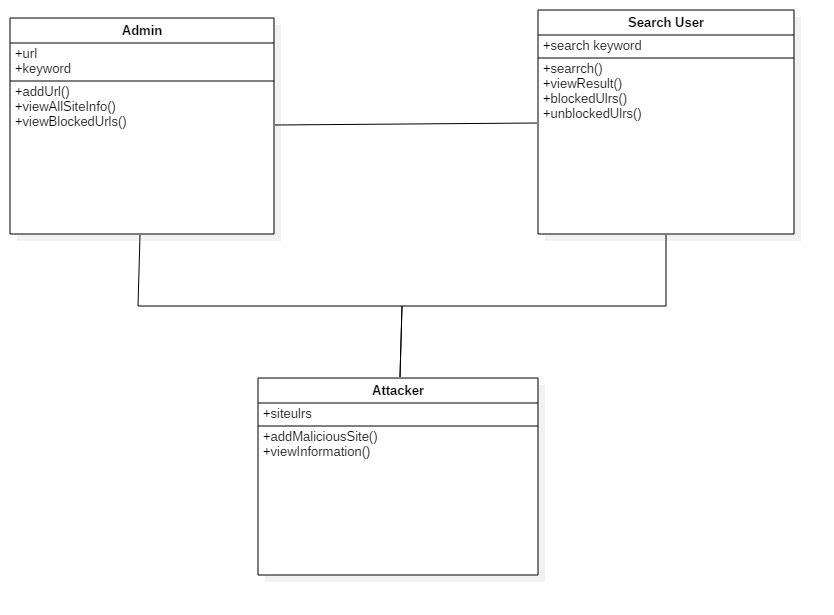 Admin
+url
+keyword
+addUrl()
+viewAllSiteInfo()
+viewBlockedUrls()
Search User
+search keyword
+searrch()
+viewResult()
+blockedUlrs()
+unblockedUlrs()
Attacker
+siteulrs
+addMaliciousSite()
+viewInformation()